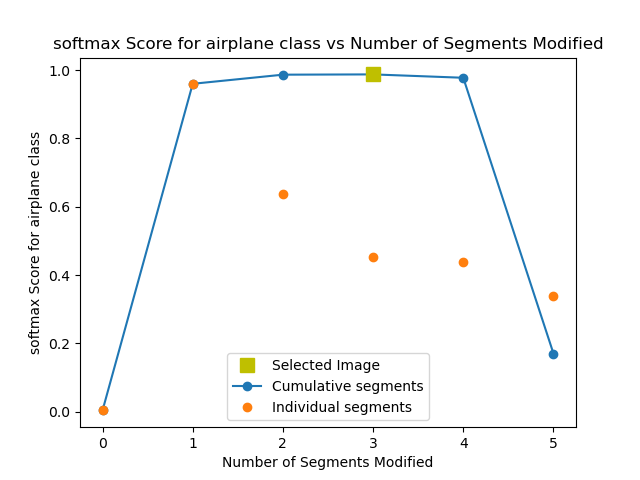 softmax Score for airplane class vs Number of Segments Modified
softmax Score for airplane class
1.0
0.8
0.6
0.4
0.2
0.0
Selected Image
Cumulative segments
Individual segments
0 1 2 3 4 5
Number of Segments Modified